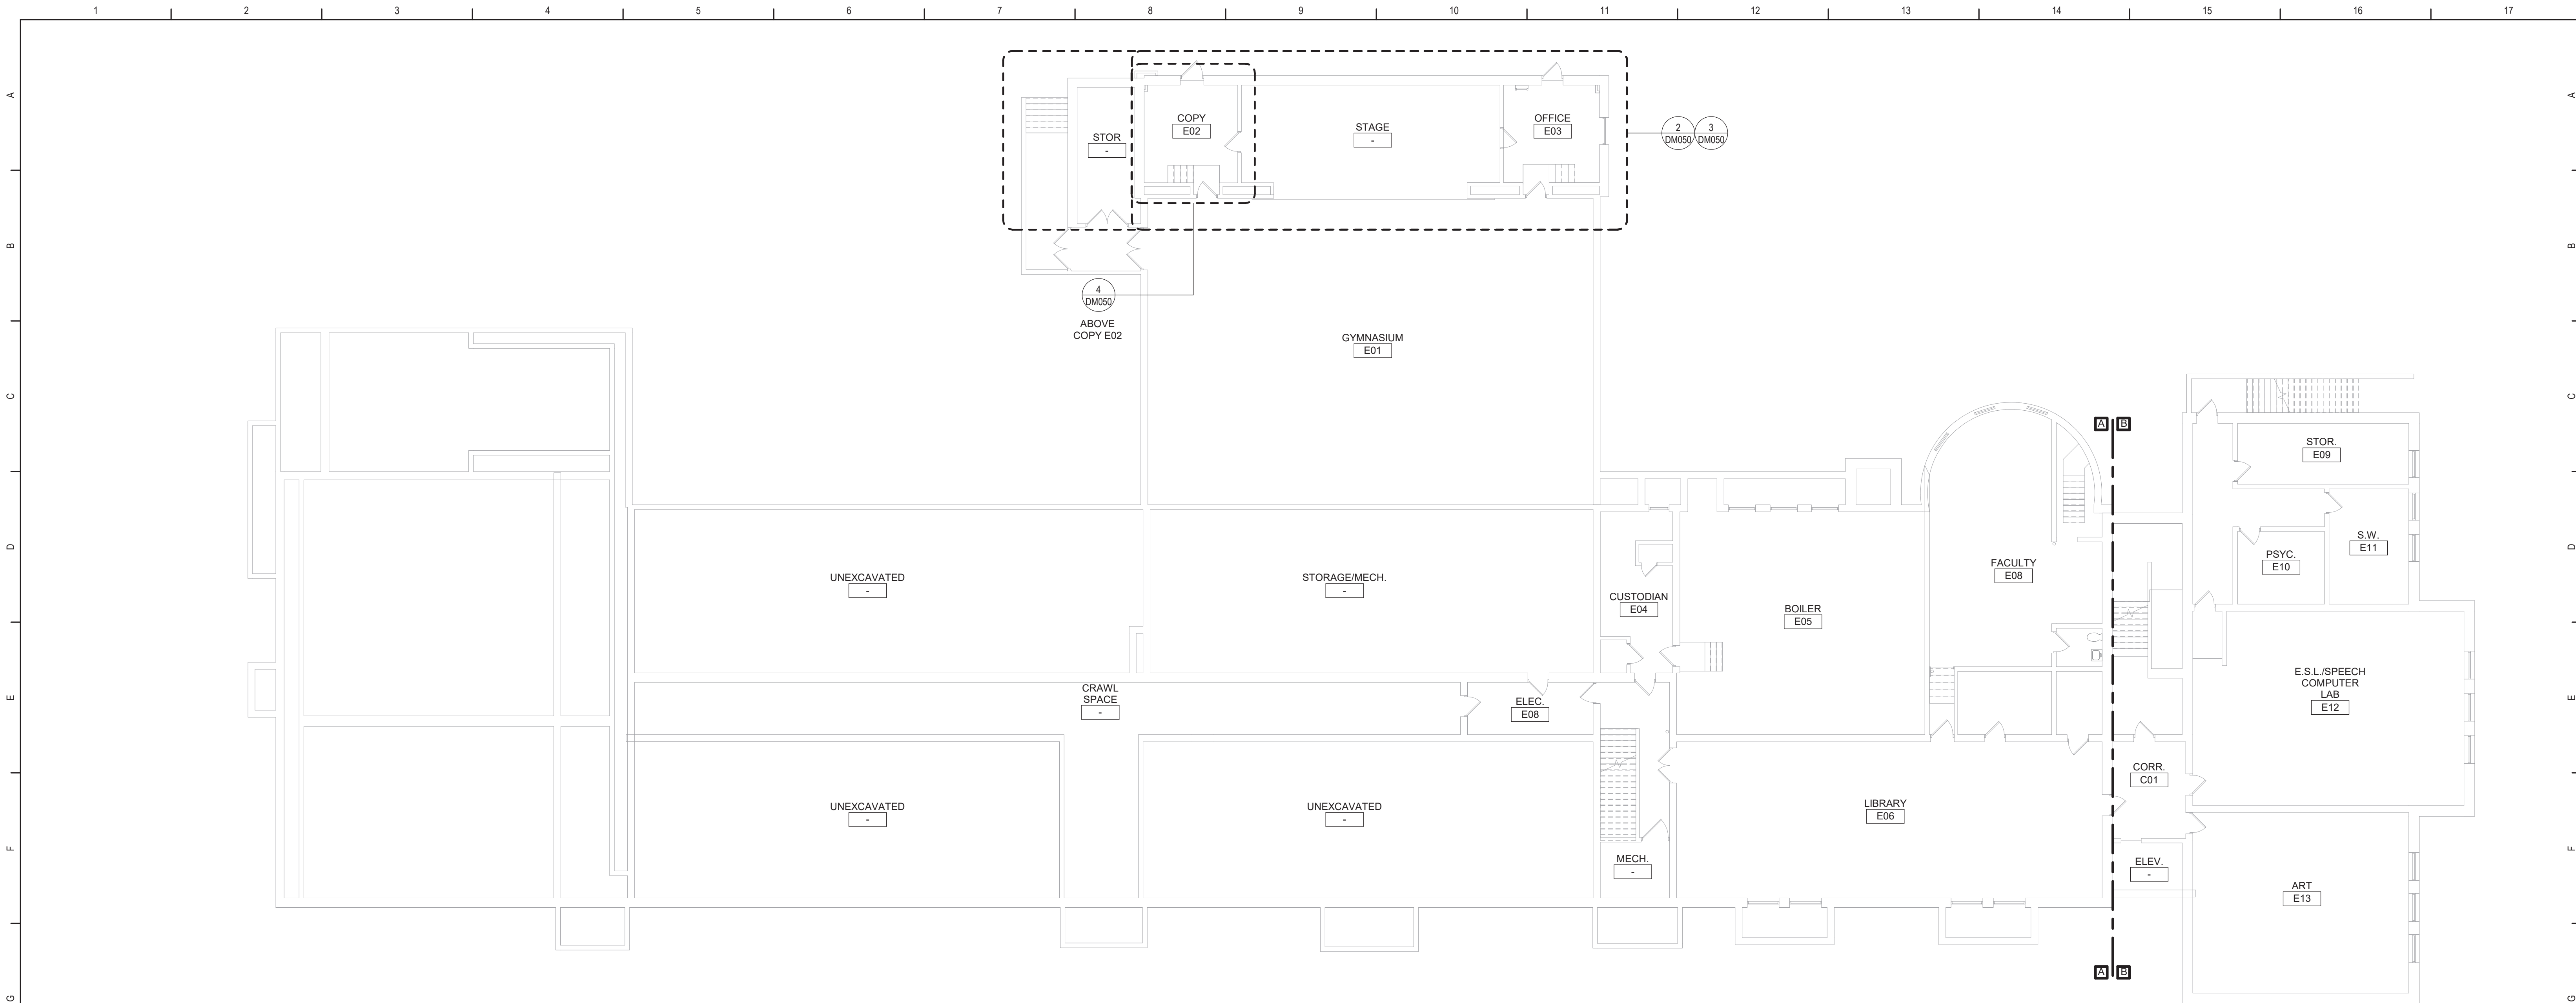 1 2 3 4 5 6 7 8 9 10 11 12 13 14 15 16 17
A A
COPY
E02
STOR
-
STAGE
-
OFFICE
E03
2
DM050
3
DM050
B B
4
DM050
ABOVE
COPY E02
GYMNASIUM
E01
C C
A B
STOR.
E09
D D
S.W.
E11
PSYC.
E10
FACULTY
E08
UNEXCAVATED
-
STORAGE/MECH.
-
CUSTODIAN
E04
BOILER
E05
E E
CRAWL
SPACE
-
ELEC.
E08
E.S.L./SPEECH
COMPUTER
LAB
E12
CORR.
C01
UNEXCAVATED
-
UNEXCAVATED
-
LIBRARY
E06
F F
MECH.
-
ELEV.
-
ART
E13
A B
G G